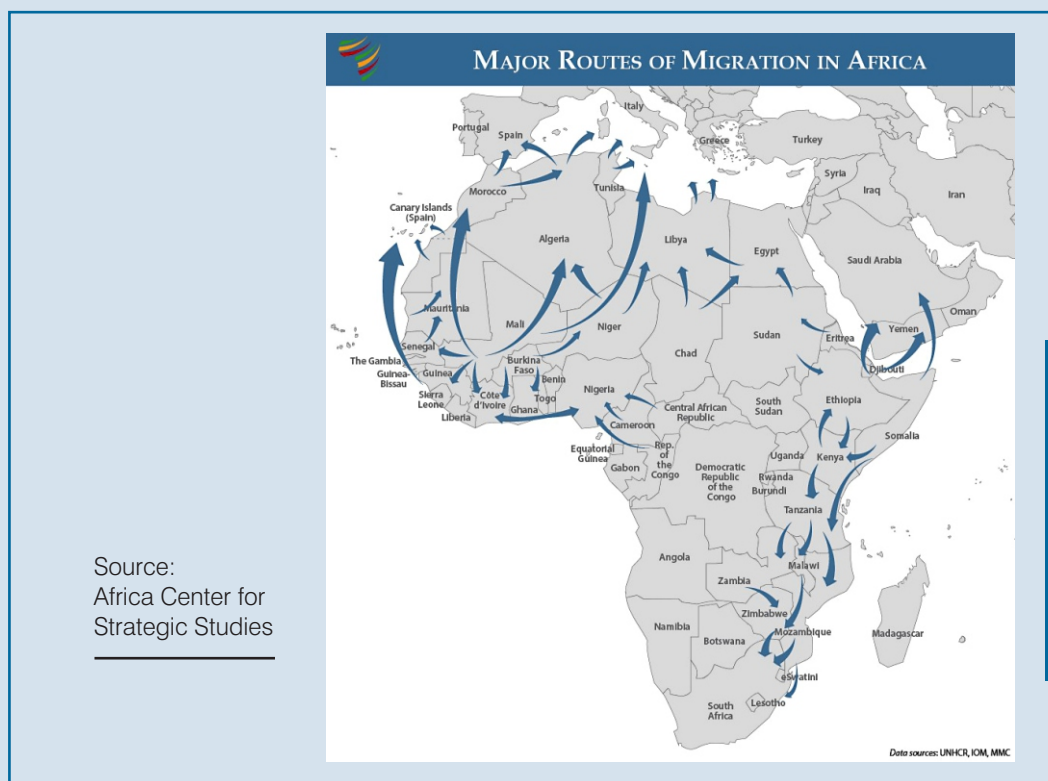 MAJOR ROUTES OF MIGRATION IN AFRICA
Italy
Portugal
Spain
Greece
Turkey
Syria
Iraq
Iran
Morocco
Tunisia
Canary Islands
(Spain)
Algeria
Libya
Egypt
Saudi Arabia
Oman
Mauritania
Mali
Niger
Chad
Sudan
Eritrea
Yemen
Senegal
The Gambia
Guinea-
Bissau
Guinea
Burkina
Faso
Benin
Djibouti
Sierra
Leone
Côte
d'Ivoire
Togo
Ghana
Liberia
Nigeria
Central African
Republic
South
Sudan
Ethiopia
Cameroon
Somalia
Equatorial
Guinea
Gabon
Rep.
of
the
Congo
Democratic
Republic
of the
Congo
Uganda
Kenya
Rwanda
Burundi
Tanzania
Source:
Africa Center for
Strategic Studies
Angola
Malawi
Zambia
Zimbabwe
Mozambique
Madagascar
Namibia
Botswana
eSwatini
South
Africa
Lesotho
Data sources: UNHCR, IOM, MMC